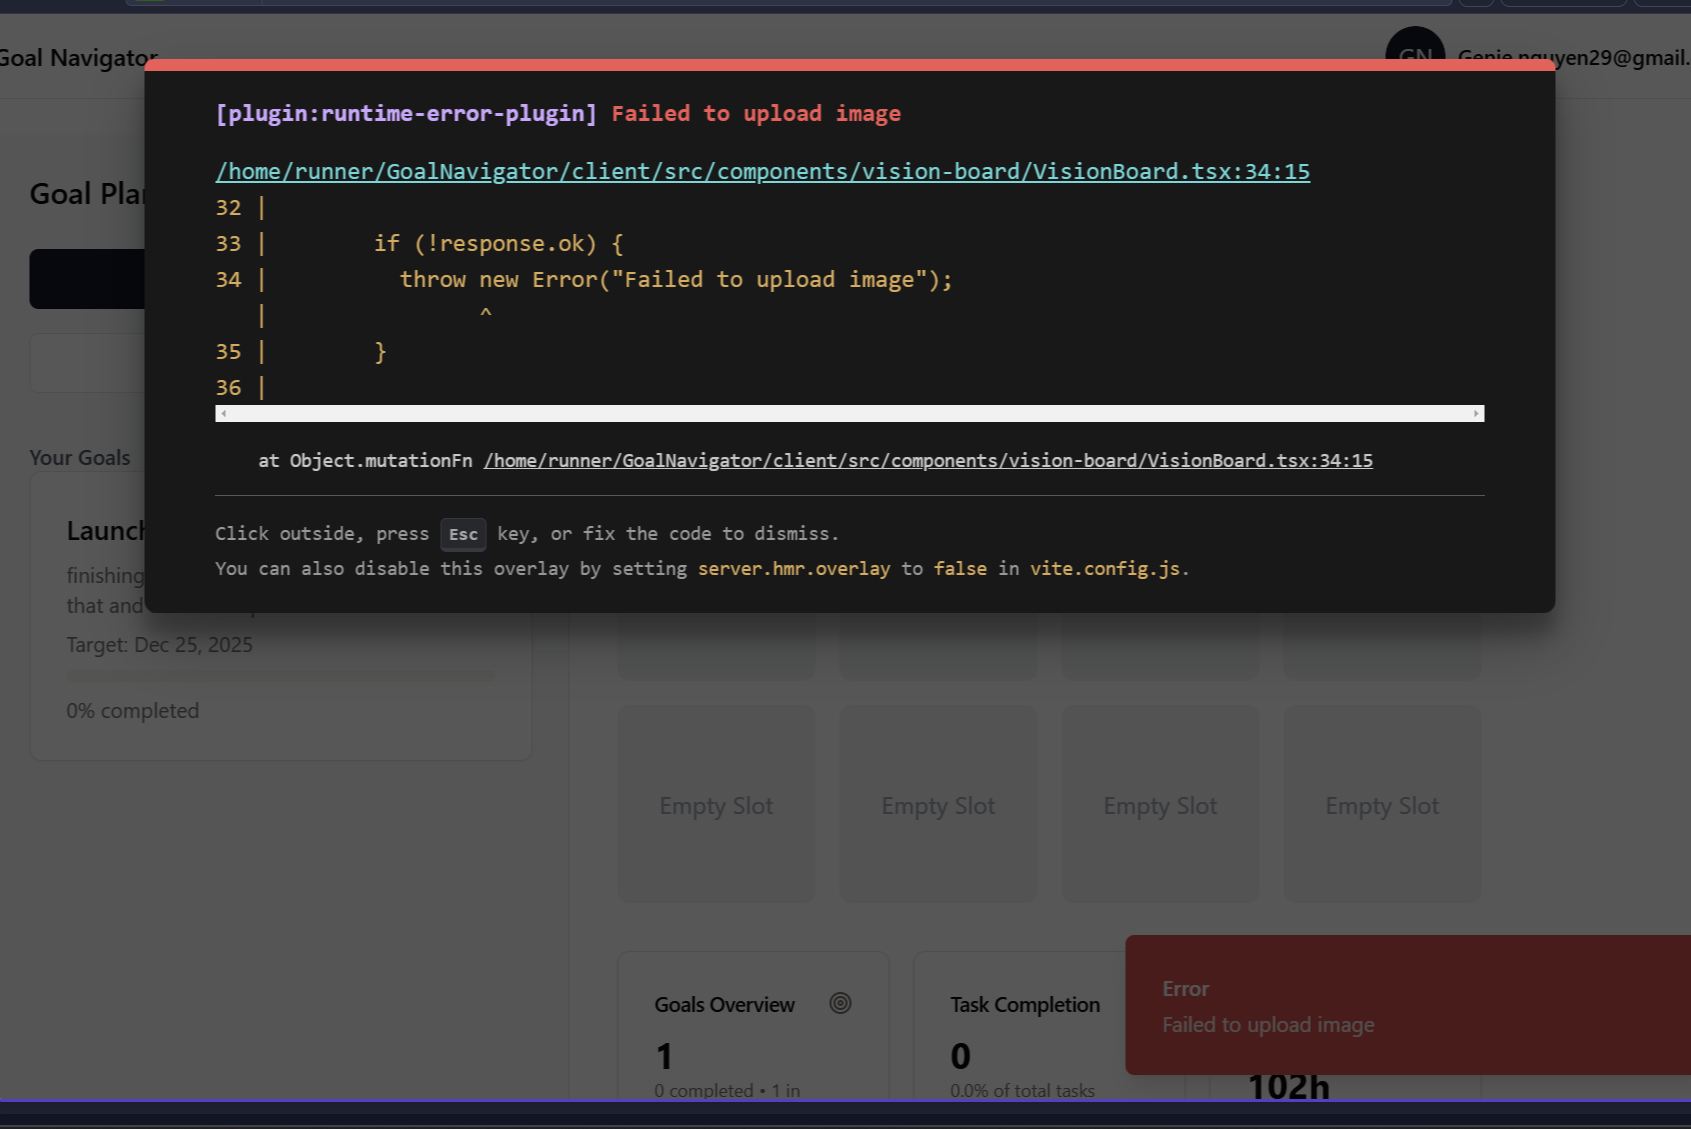 Goal Navigator
GN
Genie.nguyen29@gmail.
[plugin:runtime-error-plugin] Failed to upload image
/home/runner/GoalNavigator/client/src/components/vision-board/VisionBoard.tsx:34:15
32 |
33 |        if (!response.ok) {
34 |          throw new Error("Failed to upload image");
|                ^
35 |        }
36 |
at Object.mutationFn /home/runner/GoalNavigator/client/src/components/vision-board/VisionBoard.tsx:34:15
Click outside, press Esc key, or fix the code to dismiss.
You can also disable this overlay by setting server.hmr.overlay to false in vite.config.js.
Goal Plan
Your Goals
Launch
finishing
that and
Target: Dec 25, 2025
0% completed
Empty Slot
Empty Slot
Empty Slot
Empty Slot
Goals Overview
1
0 completed • 1 in
Task Completion
0
0.0% of total tasks
102h
Error
Failed to upload image